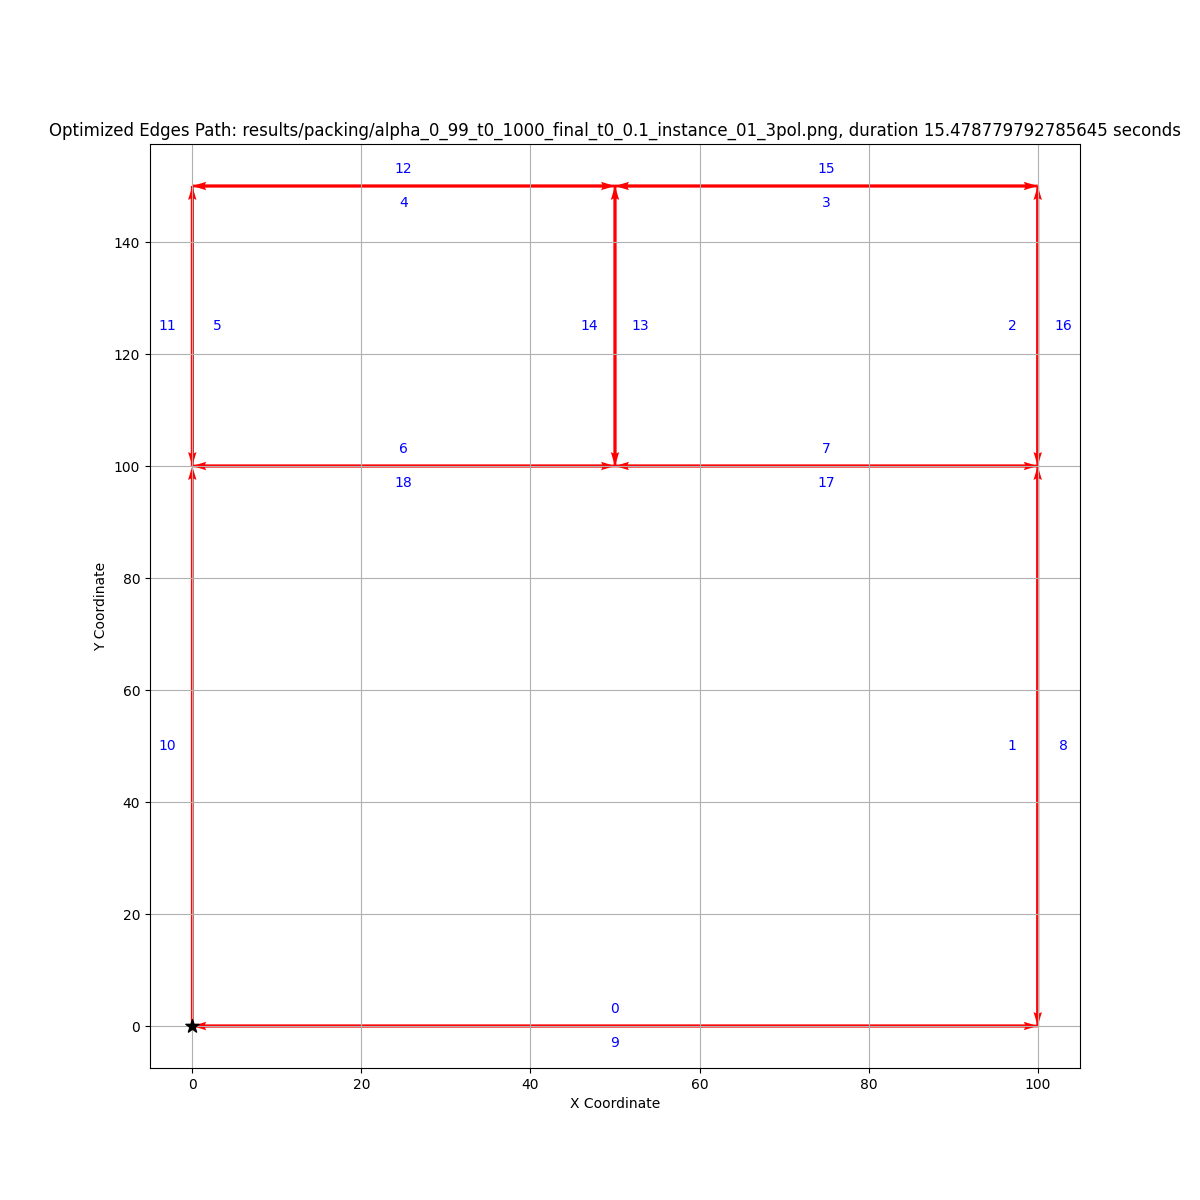 Optimized Edges Path: results/packing/alpha_0_99_t0_1000_final_t0_0.1_instance_01_3pol.png, duration 15.478779792785645 seconds
12 15
4 3
140
11 5 14 13 2 16
120
6 7
100
18 17
80
Y Coordinate
60
10 1 8
40
20
0
0
9
0 20 40 60 80 100
X Coordinate